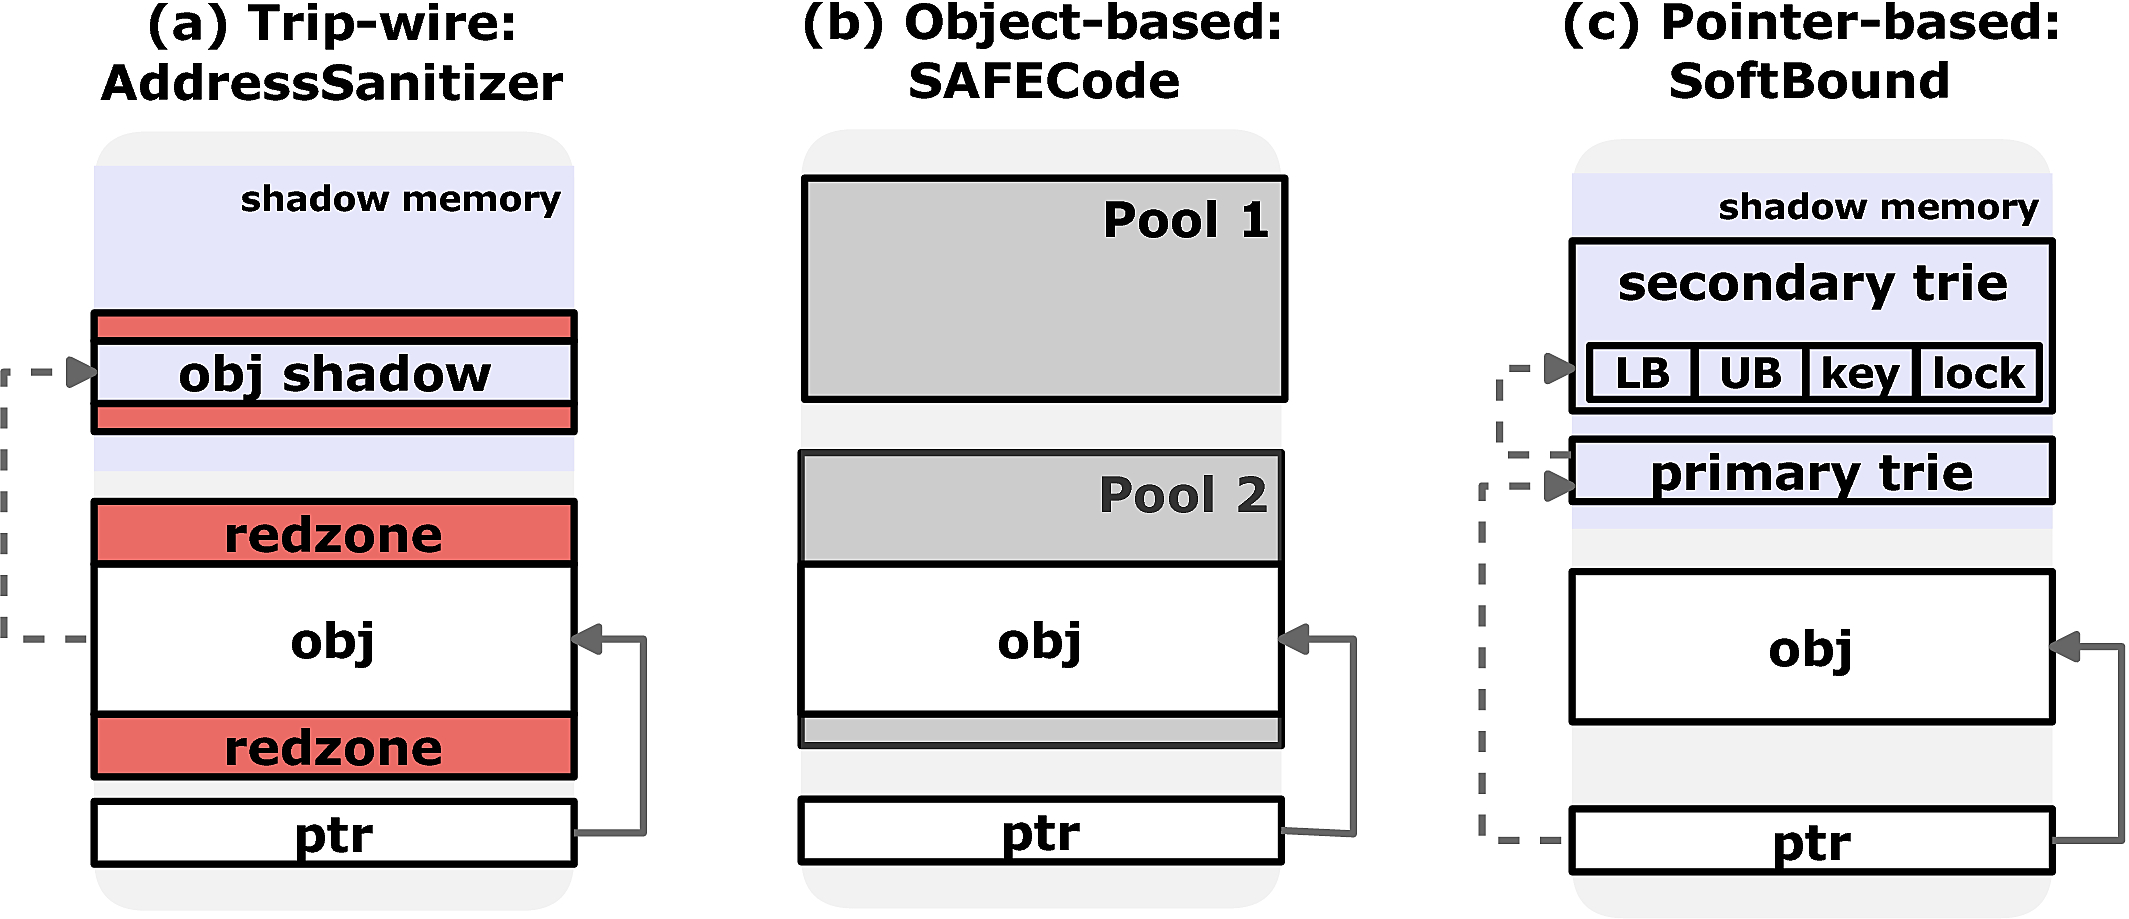 (a) Trip-wire:
AddressSanitizer
shadow memory
obj shadow
redzone
obj
redzone
ptr
(b) Object-based:
SAFECode
Pool 1
Pool 2
obj
ptr
(c) Pointer-based:
SoftBound
shadow memory
secondary trie
LB UB key lock
primary trie
obj
ptr